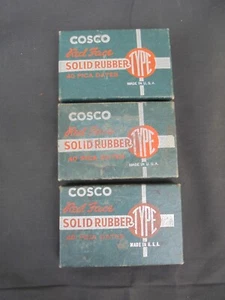 COSCO
Red Face
SOLID RUBBER
TYPE
MADE IN U.S.A.
COSCO
Red Face
SOLID RUBBER
TYPE
MADE IN U.S.A.
COSCO
Red Face
SOLID RUBBER
TYPE
MADE IN U.S.A.